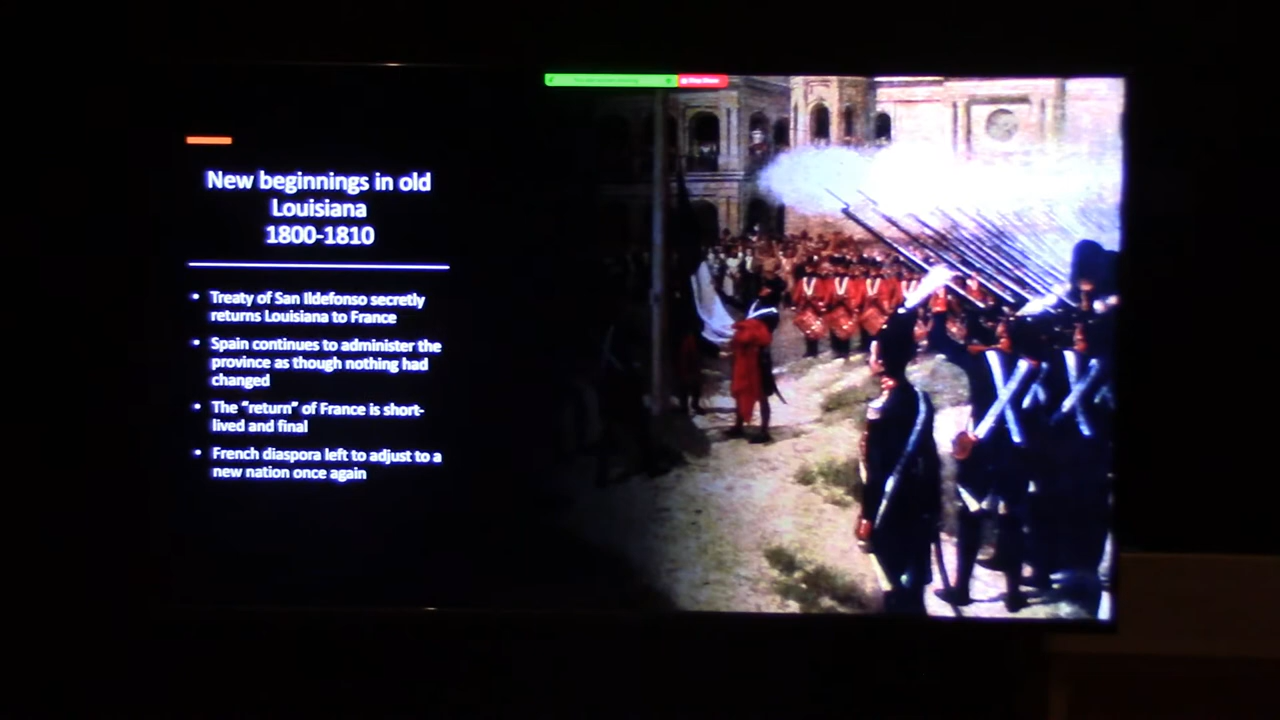 New beginnings in old
Louisiana
1800-1810
• Treaty of San Ildefonso secretly
returns Louisiana to France
• Spain continues to administer the
province as though nothing had
changed
• The “return” of France is short-
lived and final
• French diaspora left to adjust to a
new nation once again